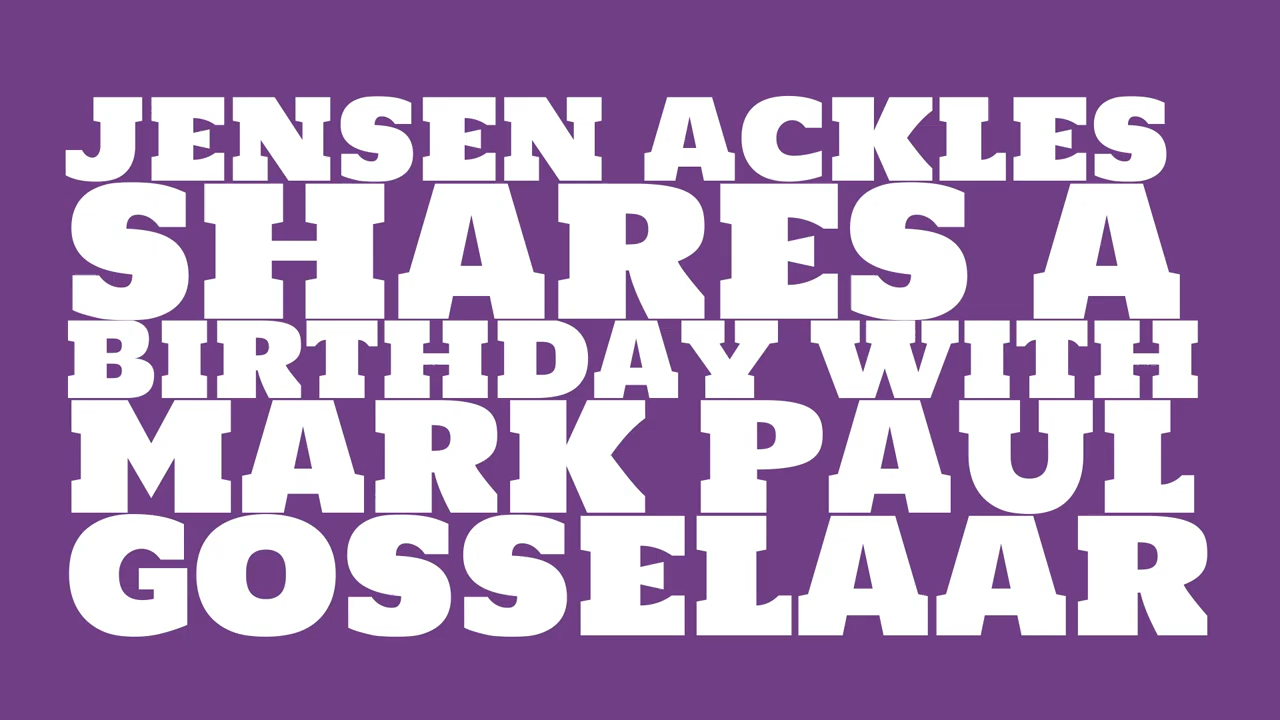 JENSEN ACKLES
SHARES A
BIRTHDAY WITH
MARK PAUL
GOSSELAAR